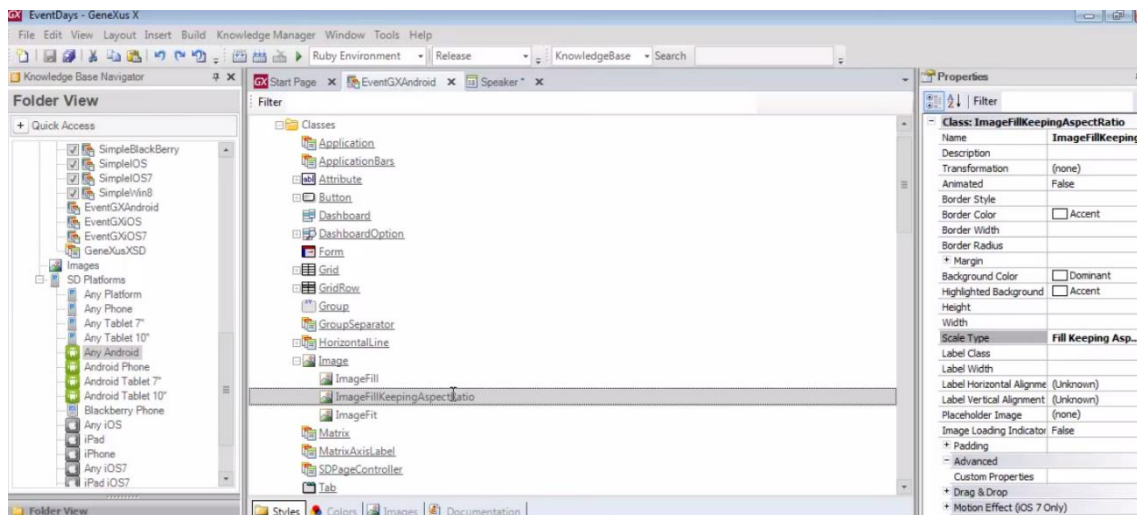 EventDays - GeneXus X
File Edit View Layout Insert Build Knowledge Manager Window Tools Help
Ruby Environment Release KnowledgeBase Search
Knowledge Base Navigator
Folder View
Quick Access
SimpleBlackBerry
SimpleIOS
SimpleIOS7
SimpleWin8
EventGXAndroid
EventGXiOS
EventGXiOS7
GeneXusXSD
Images
SD Platforms
Any Platform
Any Phone
Any Tablet 7"
Any Tablet 10"
Any Android
Android Phone
Android Tablet 7"
Android Tablet 10"
Blackberry Phone
Any iOS
iPad
iPhone
Any iOS7
iPad iOS7
Folder View
Start Page EventGXAndroid Speaker *
Filter
Classes
Application
ApplicationBars
Attribute
Button
Dashboard
DashboardOption
Form
Grid
GridRow
Group
GroupSeparator
HorizontalLine
Image
ImageFill
ImageFillKeepingAspectRatio
ImageFit
Matrix
MatrixAxisLabel
SDPageController
Tab
Styles Colors Images Documentation
Properties
Filter
Class: ImageFillKeepingAspectRatio
Name ImageFillKeeping
Description
Transformation (none)
Animated False
Border Style
Border Color Accent
Border Width
Border Radius
Margin
Background Color Dominant
Highlighted Background Accent
Height
Width
Scale Type Fill Keeping Asp...
Label Class
Label Width
Label Horizontal Alignme (Unknown)
Label Vertical Alignment (Unknown)
Placeholder Image (none)
Image Loading Indicator False
Padding
Advanced
Custom Properties
Drag & Drop
Motion Effect (iOS 7 Only)